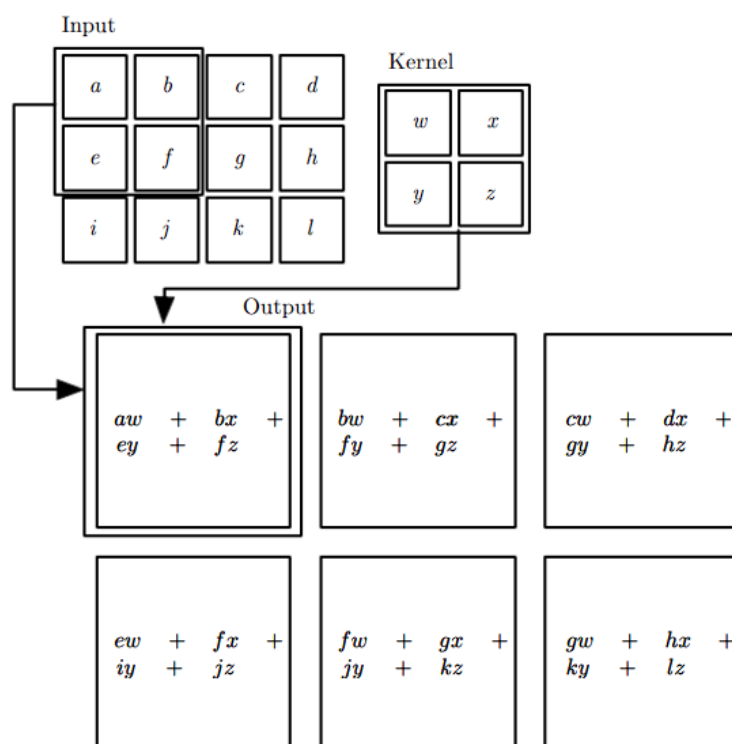 Input
a b c d
Kernel
w x
e f g h
y z
i j k l
Output
aw + bx + bw + cx + cw + dx +
ey + fz fy + gz gy + hz
ew + fx + fw + gx + gw + hx +
iy + jz jy + kz ky + lz